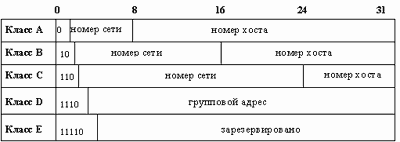 0 8 16 24 31
Класс A 0 номер сети номер хоста
Класс B 10 номер сети номер хоста
Класс C 110 номер сети номер хоста
Класс D 1110 групповой адрес
Класс E 11110 зарезервировано